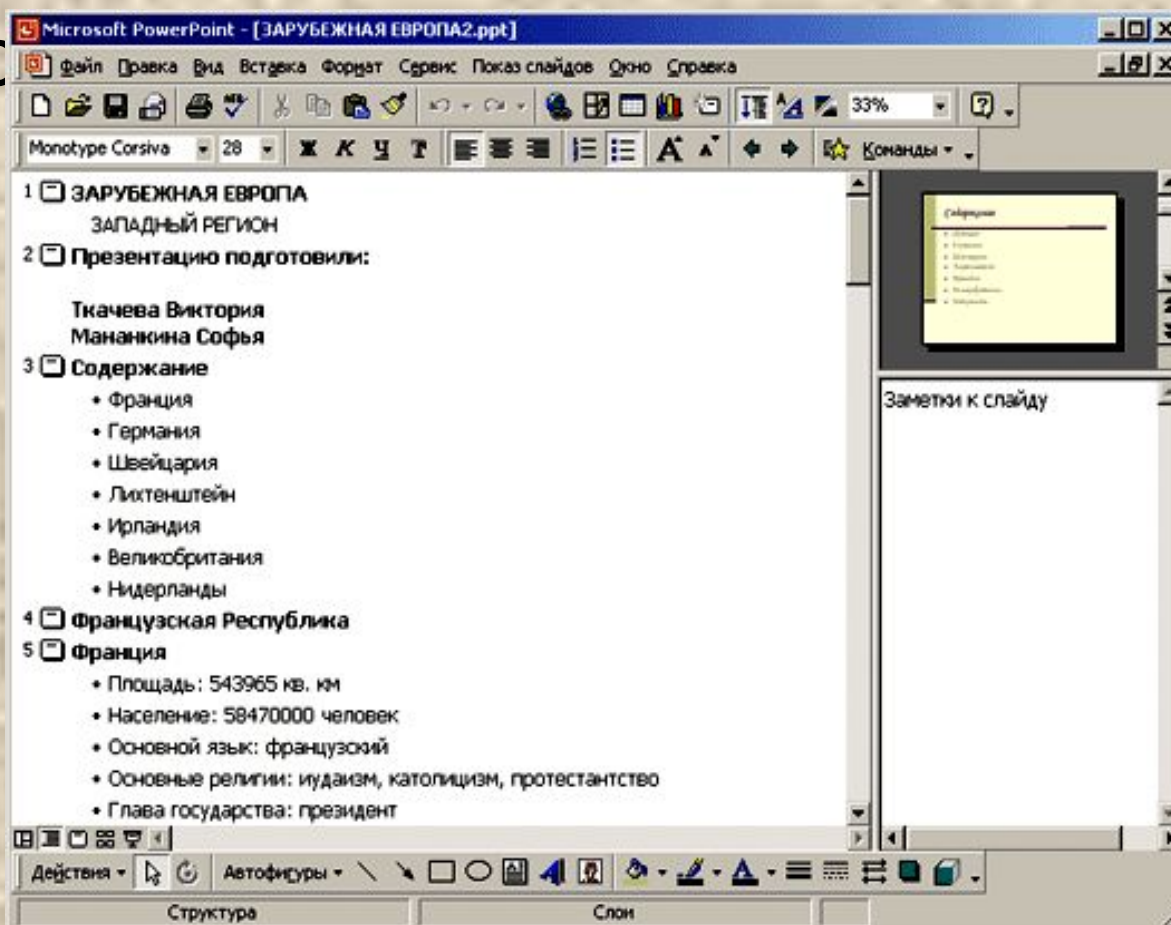 Microsoft PowerPoint - [ЗАРУБЕЖНАЯ ЕВРОПА2.ppt]
Файл Правка Вид Вставка Формат Сервис Показ слайдов Окно Справка
33%
Monotype Corsiva 28 Ж К Ч Т Команды
1 ЗАРУБЕЖНАЯ ЕВРОПА
ЗАПАДНЫЙ РЕГИОН
2 Презентацию подготовили:
Ткачева Виктория
Мананкина Софья
3 Содержание
• Франция
• Германия
• Швейцария
• Лихтенштейн
• Ирландия
• Великобритания
• Нидерланды
4 Французская Республика
5 Франция
• Площадь: 543965 кв. км
• Население: 58470000 человек
• Основной язык: французский
• Основные религии: иудаизм, католицизм, протестантство
• Глава государства: президент
Содержание
Заметки к слайду
Действия Автофигуры
Структура Слои